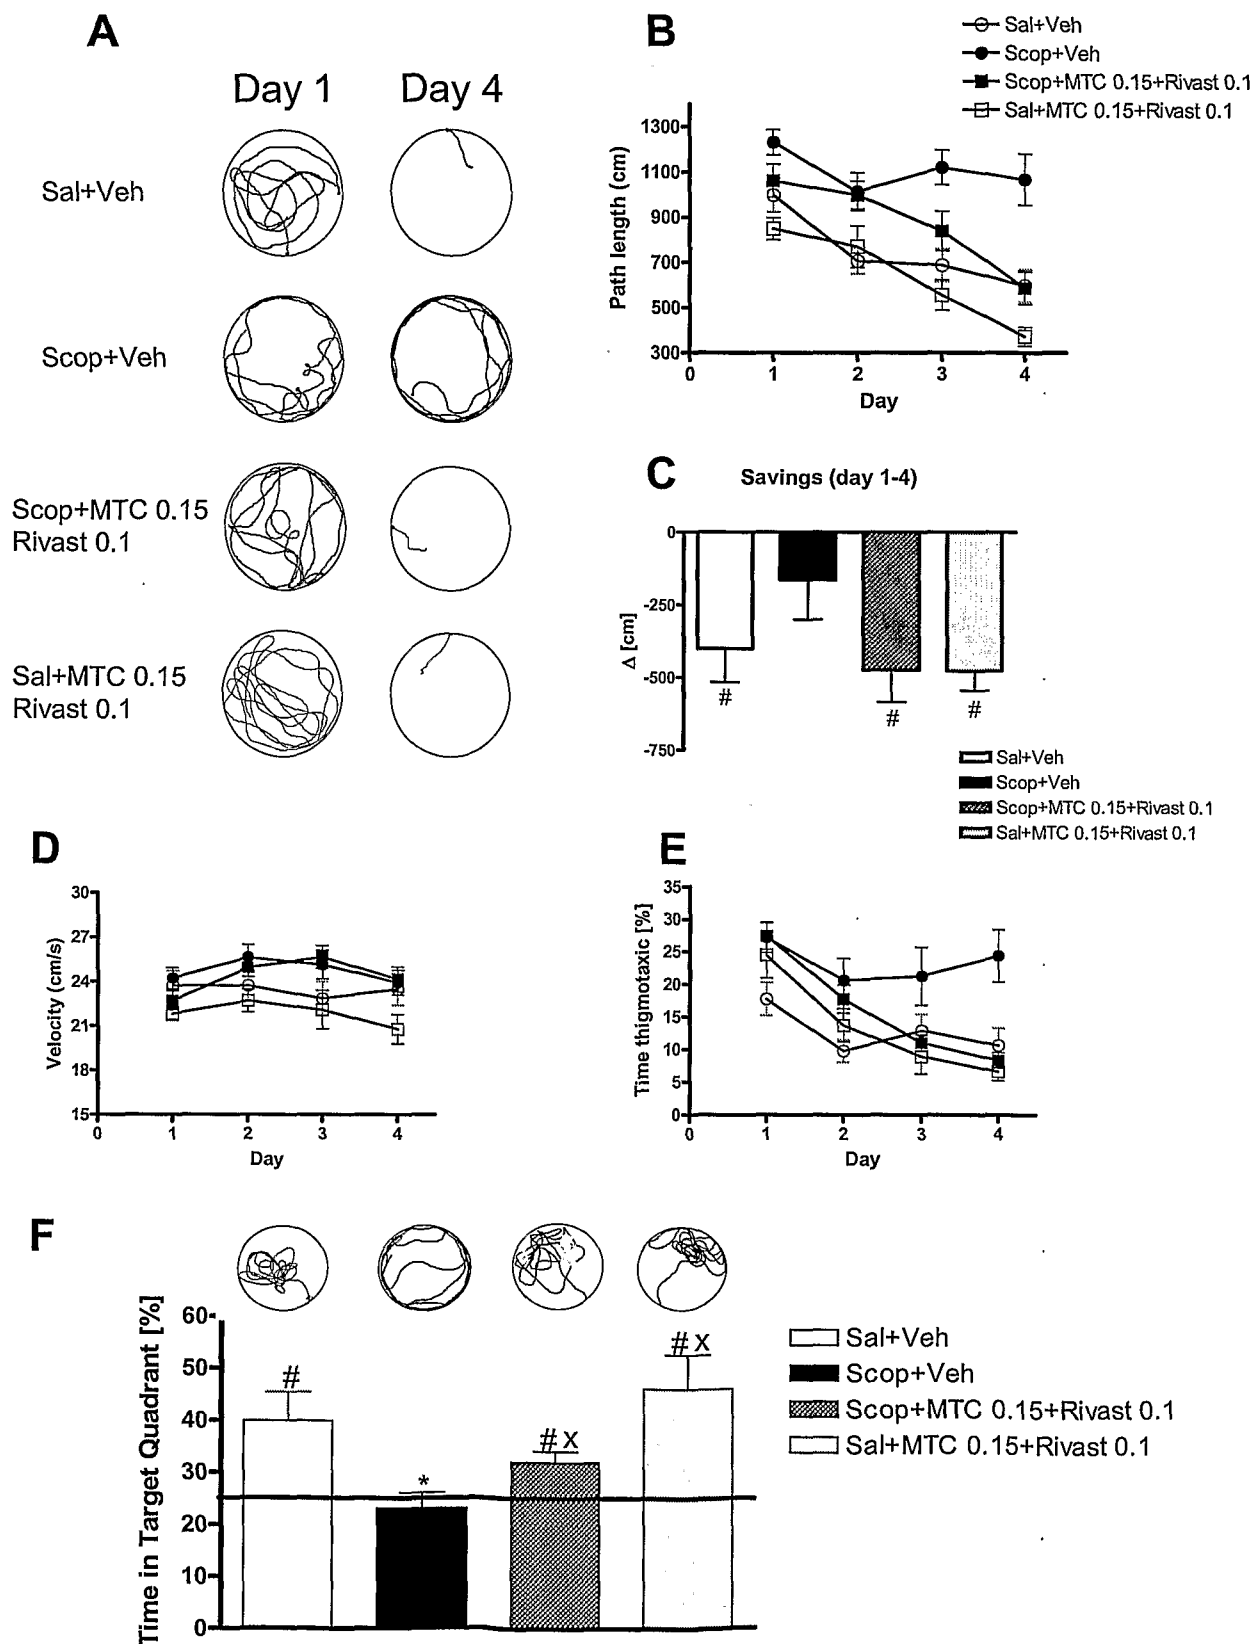 A
Day 1 Day 4
Sal+Veh
Scop+Veh
Scop+MTC 0.15
Rivast 0.1
Sal+MTC 0.15
Rivast 0.1
B
Sal+Veh
Scop+Veh
Scop+MTC 0.15+Rivast 0.1
Sal+MTC 0.15+Rivast 0.1
Path length (cm)
1300
1100
900
700
500
300
0 1 2 3 4
Day
C
Savings (day 1-4)
Δ [cm]
0
-250
-500
-750
#
#
#
Sal+Veh
Scop+Veh
Scop+MTC 0.15+Rivast 0.1
Sal+MTC 0.15+Rivast 0.1
D
Velocity (cm/s)
30
27
24
21
18
15
0 1 2 3 4
Day
E
Time thigmotaxic [%]
35
30
25
20
15
10
5
0
0 1 2 3 4
Day
F
Time in Target Quadrant [%]
60
50
40
30
20
10
0
#
*
# x
# x
Sal+Veh
Scop+Veh
Scop+MTC 0.15+Rivast 0.1
Sal+MTC 0.15+Rivast 0.1